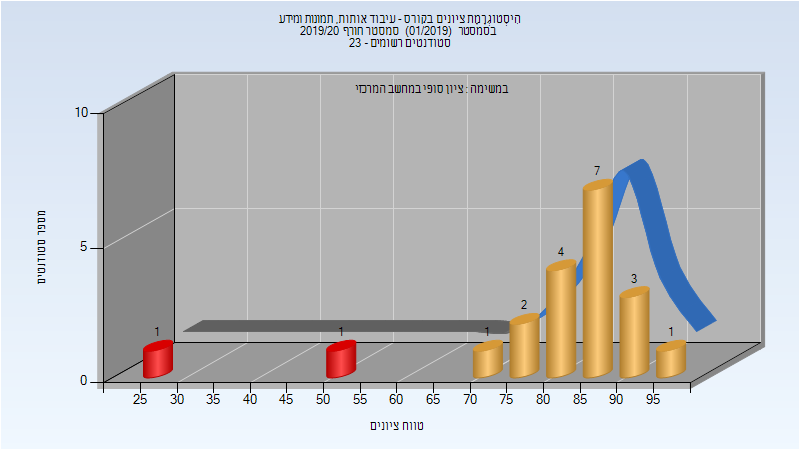 היסטוגרמת ציונים בקורס - עיבוד אותות, תמונות ומידע
בסמסטר (01/2019) סמסטר חורף 2019/20
סטודנטים רשומים - 23
במשימה : ציון סופי במחשב המרכזי
מספר סטודנטים
10
5
0
1
1
1
2
4
7
3
1
25 30 35 40 45 50 55 60 65 70 75 80 85 90 95
טווח ציונים